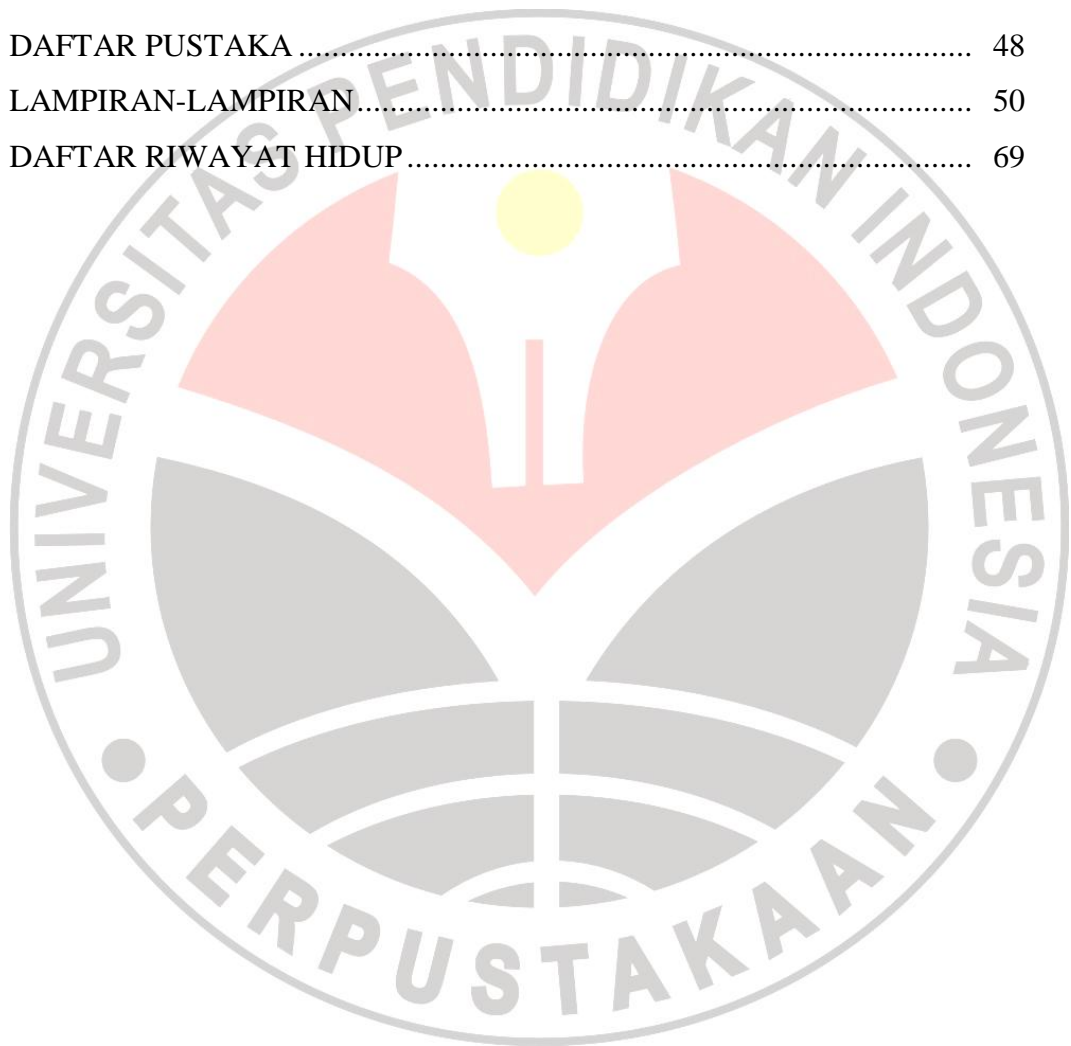 DAFTAR PUSTAKA ................................................................................. 48
LAMPIRAN-LAMPIRAN.......................................................................... 50
DAFTAR RIWAYAT HIDUP .................................................................... 69
UNIVERSITAS PENDIDIKAN INDONESIA
PERPUSTAKAAN